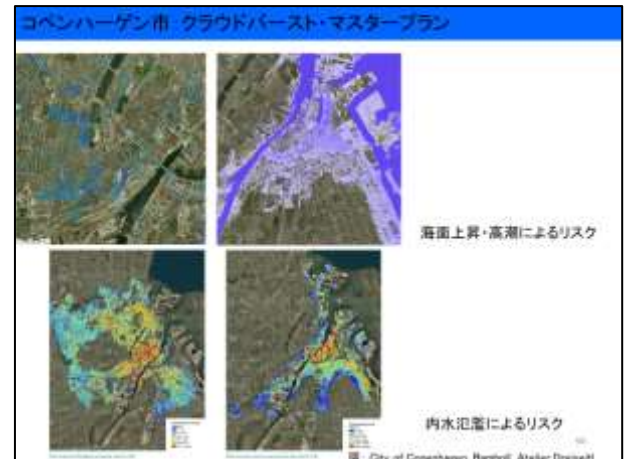 コペンハーゲン市 クラウドバースト・マスタープラン
海面上昇・高潮によるリスク
内水氾濫によるリスク
City of Copenhagen, Ramboll, Atelier Dreiseitl